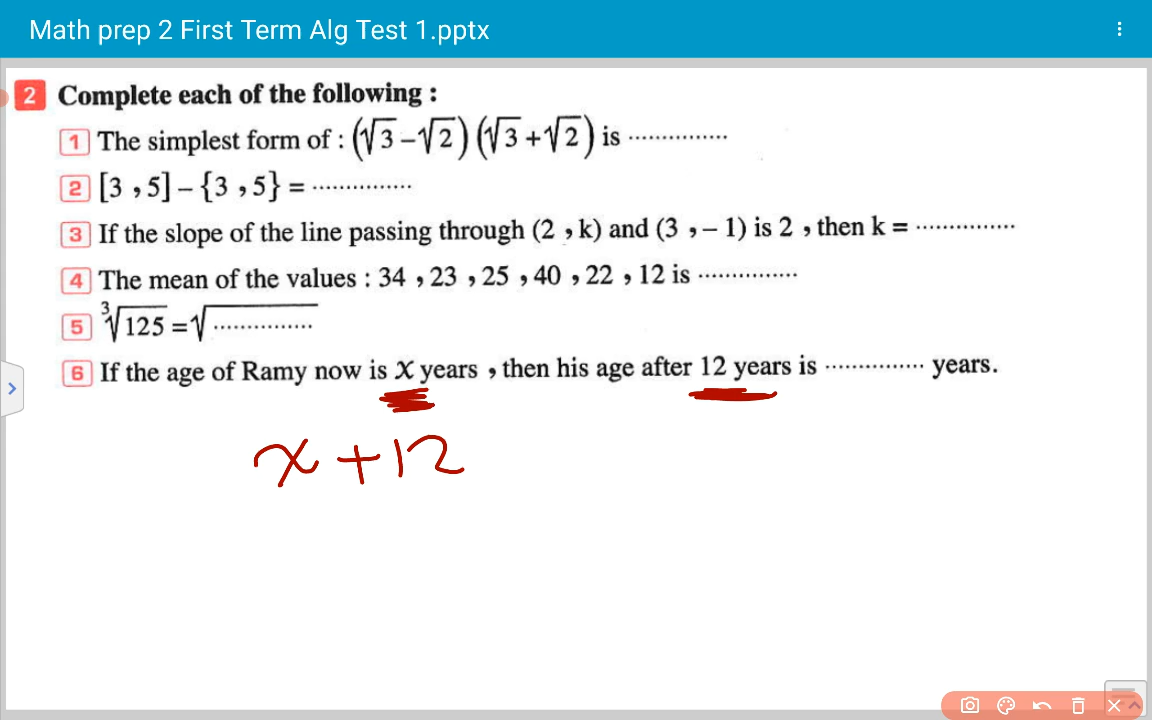 Math prep 2 First Term Alg Test 1.pptx
2 Complete each of the following :
1 The simplest form of : (√3 – √2) (√3 + √2) is ...............
2 [3 , 5] – {3 , 5} = ...............
3 If the slope of the line passing through (2 , k) and (3 , – 1) is 2 , then k = ...............
4 The mean of the values : 34 , 23 , 25 , 40 , 22 , 12 is ...............
5 ∛125 = √...............
6 If the age of Ramy now is X years , then his age after 12 years is ............... years.
x + 12